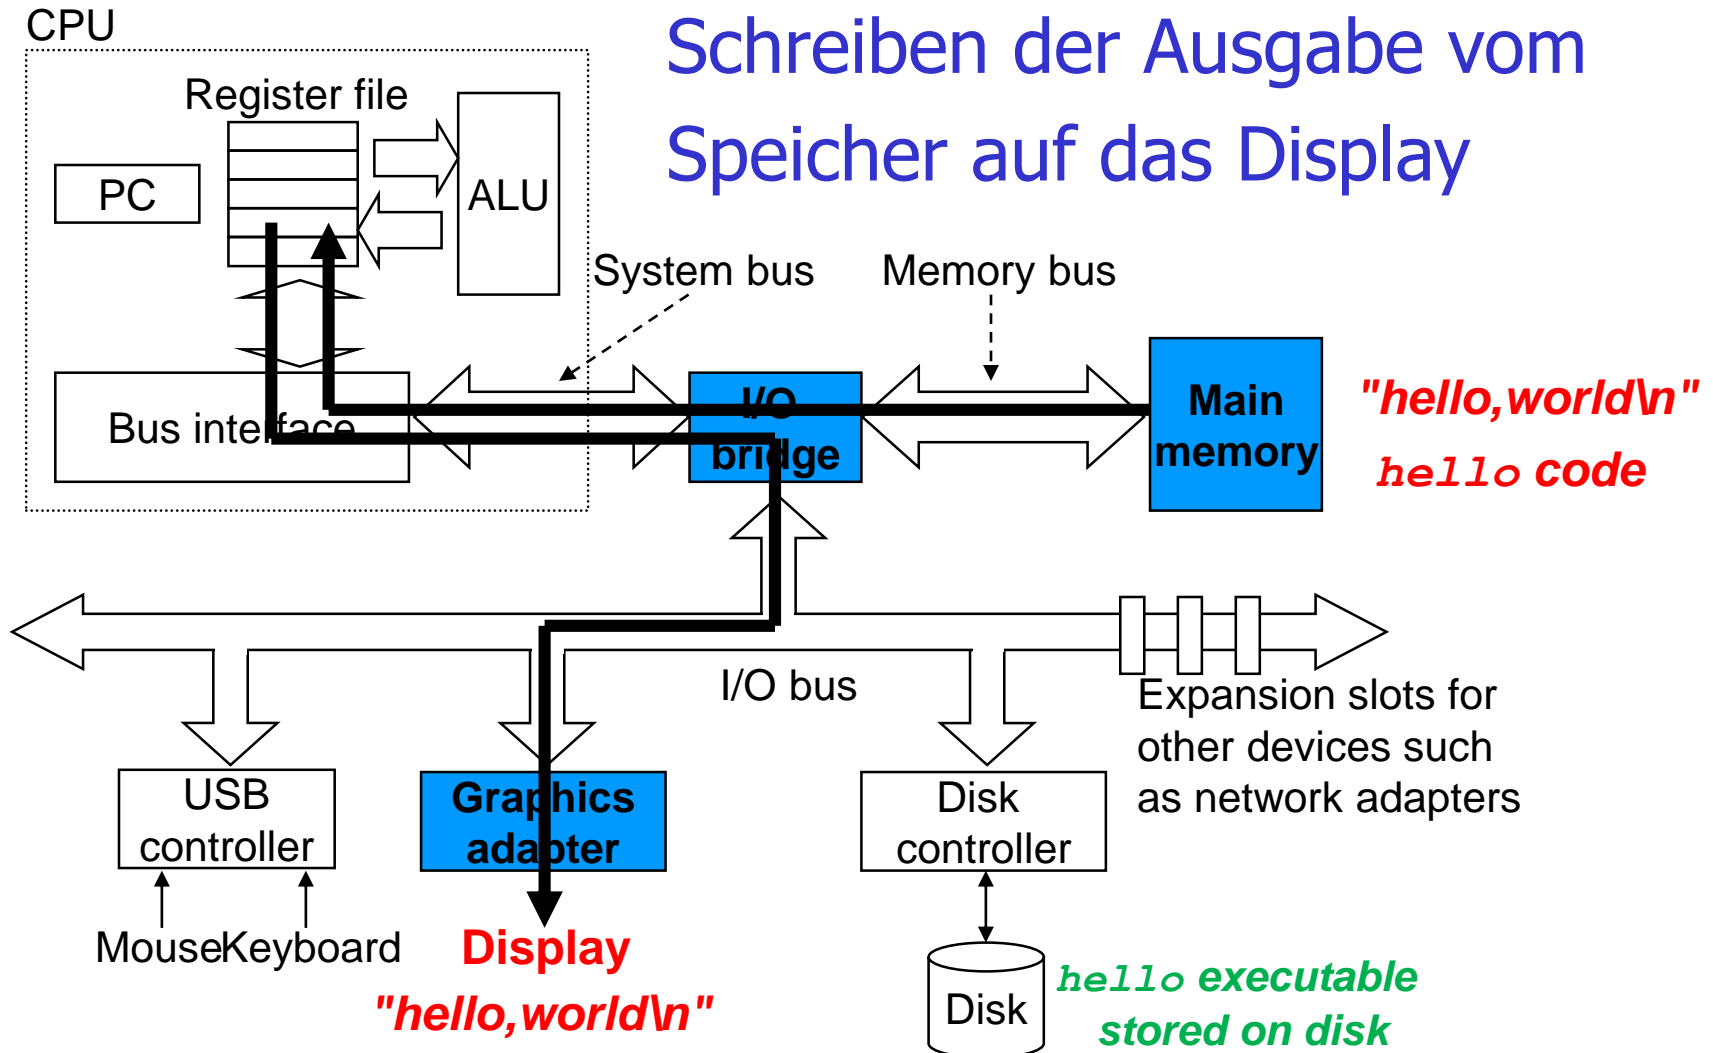 CPU
Schreiben der Ausgabe vom
Speicher auf das Display
Register file
PC
ALU
System bus
Memory bus
Bus interface
I/O
bridge
Main
memory
"hello,world\n"
hello code
I/O bus
Expansion slots for
other devices such
as network adapters
USB
controller
Graphics
adapter
Disk
controller
Mouse
Keyboard
Display
"hello,world\n"
Disk
hello executable
stored on disk